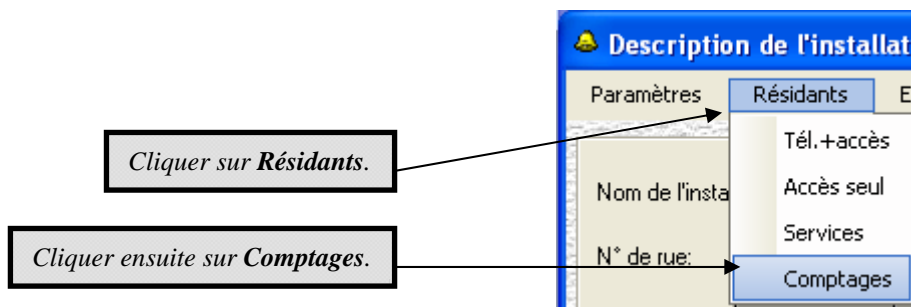 Description de l'installat
Paramètres Résidants E
Tél.+accès
Cliquer sur Résidants.
Nom de l'insta Accès seul
Services
Cliquer ensuite sur Comptages.
N° de rue:
Comptages